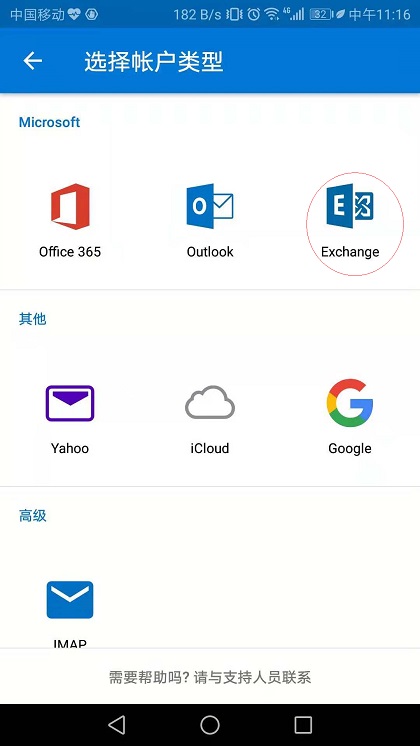 中国移动 182 B/s 4G 32 中午11:16
选择帐户类型
Microsoft
Office 365 Outlook Exchange
其他
Yahoo iCloud Google
高级
IMAP
需要帮助吗? 请与支持人员联系